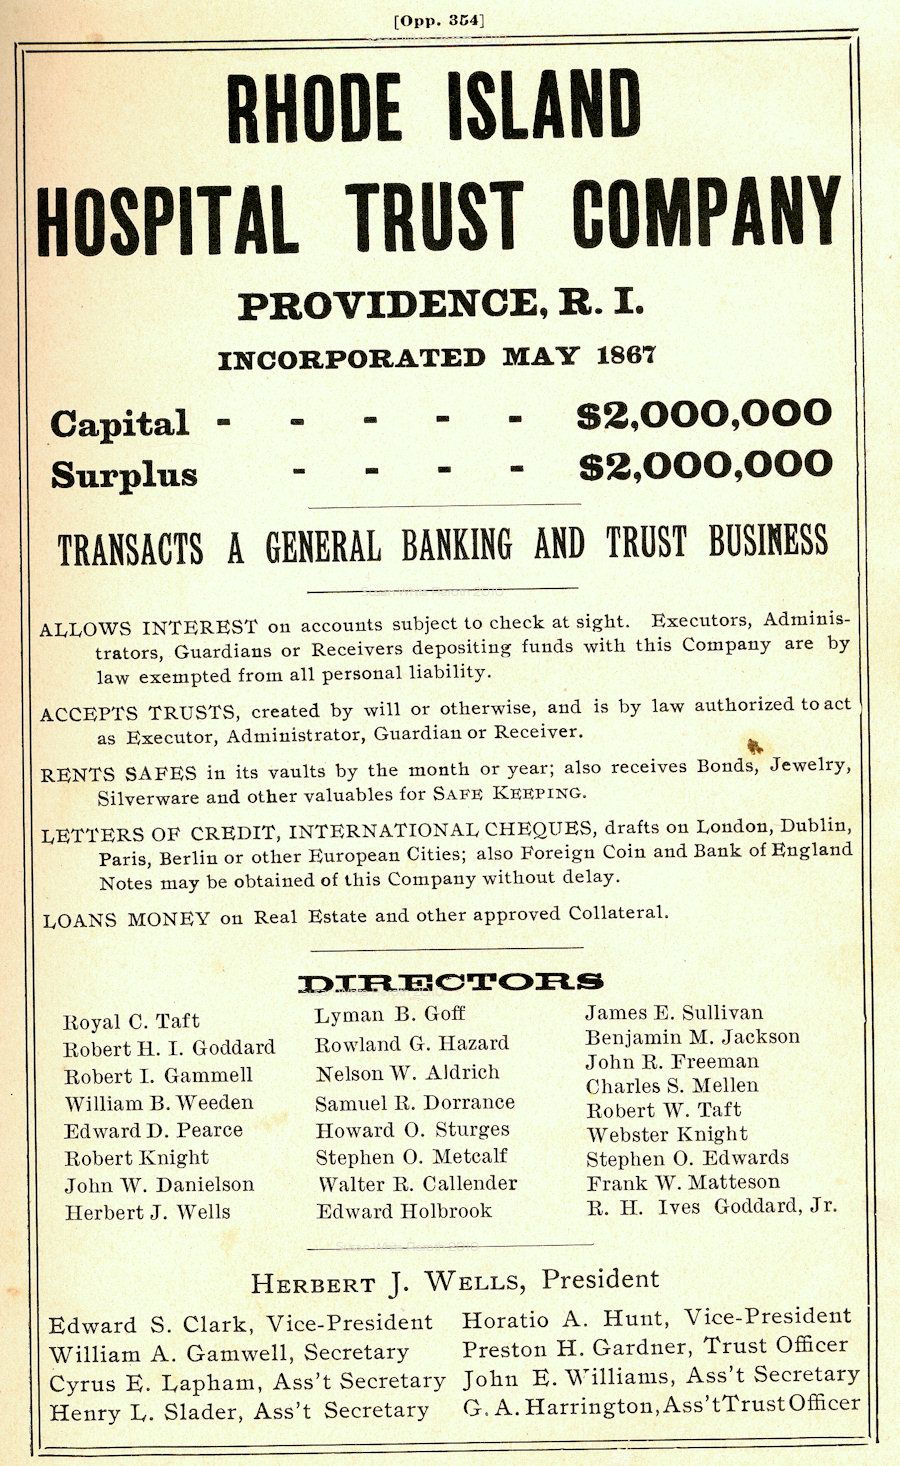 [Opp. 354]
RHODE ISLAND
HOSPITAL TRUST COMPANY
PROVIDENCE, R. I.
INCORPORATED MAY 1867
Capital - - - - - $2,000,000
Surplus - - - - $2,000,000
TRANSACTS A GENERAL BANKING AND TRUST BUSINESS
ALLOWS INTEREST on accounts subject to check at sight. Executors, Adminis-
trators, Guardians or Receivers depositing funds with this Company are by
law exempted from all personal liability.
ACCEPTS TRUSTS, created by will or otherwise, and is by law authorized to act
as Executor, Administrator, Guardian or Receiver.
RENTS SAFES in its vaults by the month or year; also receives Bonds, Jewelry,
Silverware and other valuables for SAFE KEEPING.
LETTERS OF CREDIT, INTERNATIONAL CHEQUES, drafts on London, Dublin,
Paris, Berlin or other European Cities; also Foreign Coin and Bank of England
Notes may be obtained of this Company without delay.
LOANS MONEY on Real Estate and other approved Collateral.
DIRECTORS
Royal C. Taft
Robert H. I. Goddard
Robert I. Gammell
William B. Weeden
Edward D. Pearce
Robert Knight
John W. Danielson
Herbert J. Wells
Lyman B. Goff
Rowland G. Hazard
Nelson W. Aldrich
Samuel R. Dorrance
Howard O. Sturges
Stephen O. Metcalf
Walter R. Callender
Edward Holbrook
James E. Sullivan
Benjamin M. Jackson
John R. Freeman
Charles S. Mellen
Robert W. Taft
Webster Knight
Stephen O. Edwards
Frank W. Matteson
R. H. Ives Goddard, Jr.
HERBERT J. WELLS, President
Edward S. Clark, Vice-President
William A. Gamwell, Secretary
Cyrus E. Lapham, Ass't Secretary
Henry L. Slader, Ass't Secretary
Horatio A. Hunt, Vice-President
Preston H. Gardner, Trust Officer
John E. Williams, Ass't Secretary
G. A. Harrington, Ass't Trust Officer